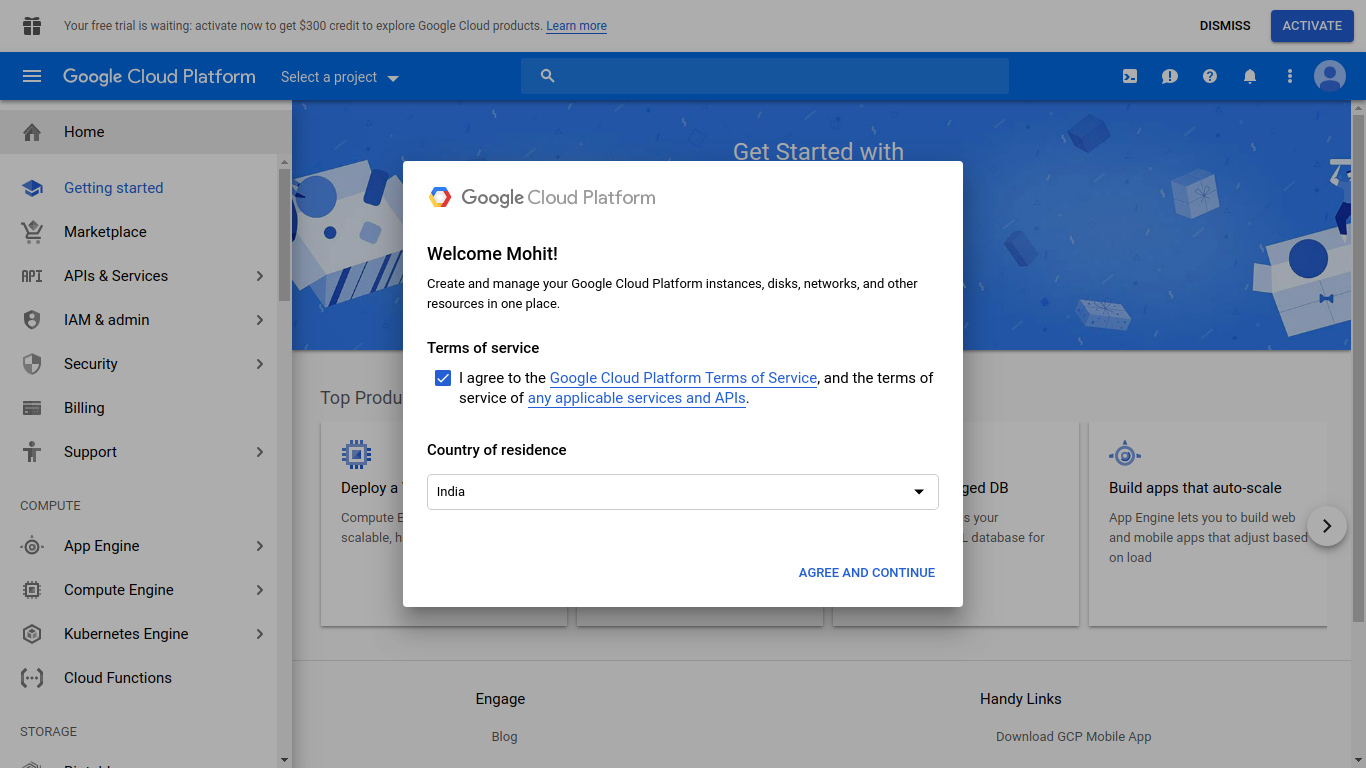 Your free trial is waiting: activate now to get $300 credit to explore Google Cloud products. Learn more
DISMISS
ACTIVATE
Google Cloud Platform
Select a project
Home
Getting started
Marketplace
API
APIs & Services
IAM & admin
Security
Billing
Support
COMPUTE
App Engine
Compute Engine
Kubernetes Engine
Cloud Functions
STORAGE
Get Started with
Google Cloud Platform
Welcome Mohit!
Create and manage your Google Cloud Platform instances, disks, networks, and other
resources in one place.
Terms of service
I agree to the Google Cloud Platform Terms of Service, and the terms of
service of any applicable services and APIs.
Country of residence
India
AGREE AND CONTINUE
Top Produ
Deploy a
Compute E
scalable, h
ged DB
s your
database for
Build apps that auto-scale
App Engine lets you to build web
and mobile apps that adjust based
on load
Engage
Blog
Handy Links
Download GCP Mobile App